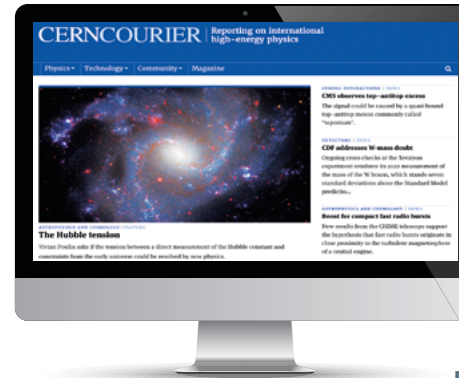 CERNCOURIER
Reporting on international
high-energy physics
Physics
Technology
Community
Magazine
STRONG INTERACTIONS | NEWS
CMS observes top–antitop excess
The signal could be caused by a quasi-bound
top–antitop meson commonly called
"toponium".
DETECTORS | NEWS
CDF addresses W-mass doubt
Ongoing cross-checks at the Tevatron
experiment reinforce its 2022 measurement of
the mass of the W boson, which stands seven
standard deviations above the Standard Model
predictio...
ASTROPHYSICS AND COSMOLOGY | NEWS
Boost for compact fast radio bursts
New results from the CHIME telescope support
the hypothesis that fast radio bursts originate in
close proximity to the turbulent magnetosphere
of a central engine.
ASTROPHYSICS AND COSMOLOGY | FEATURE
The Hubble tension
Vivian Poulin asks if the tension between a direct measurement of the Hubble constant and
constraints from the early universe could be resolved by new physics.